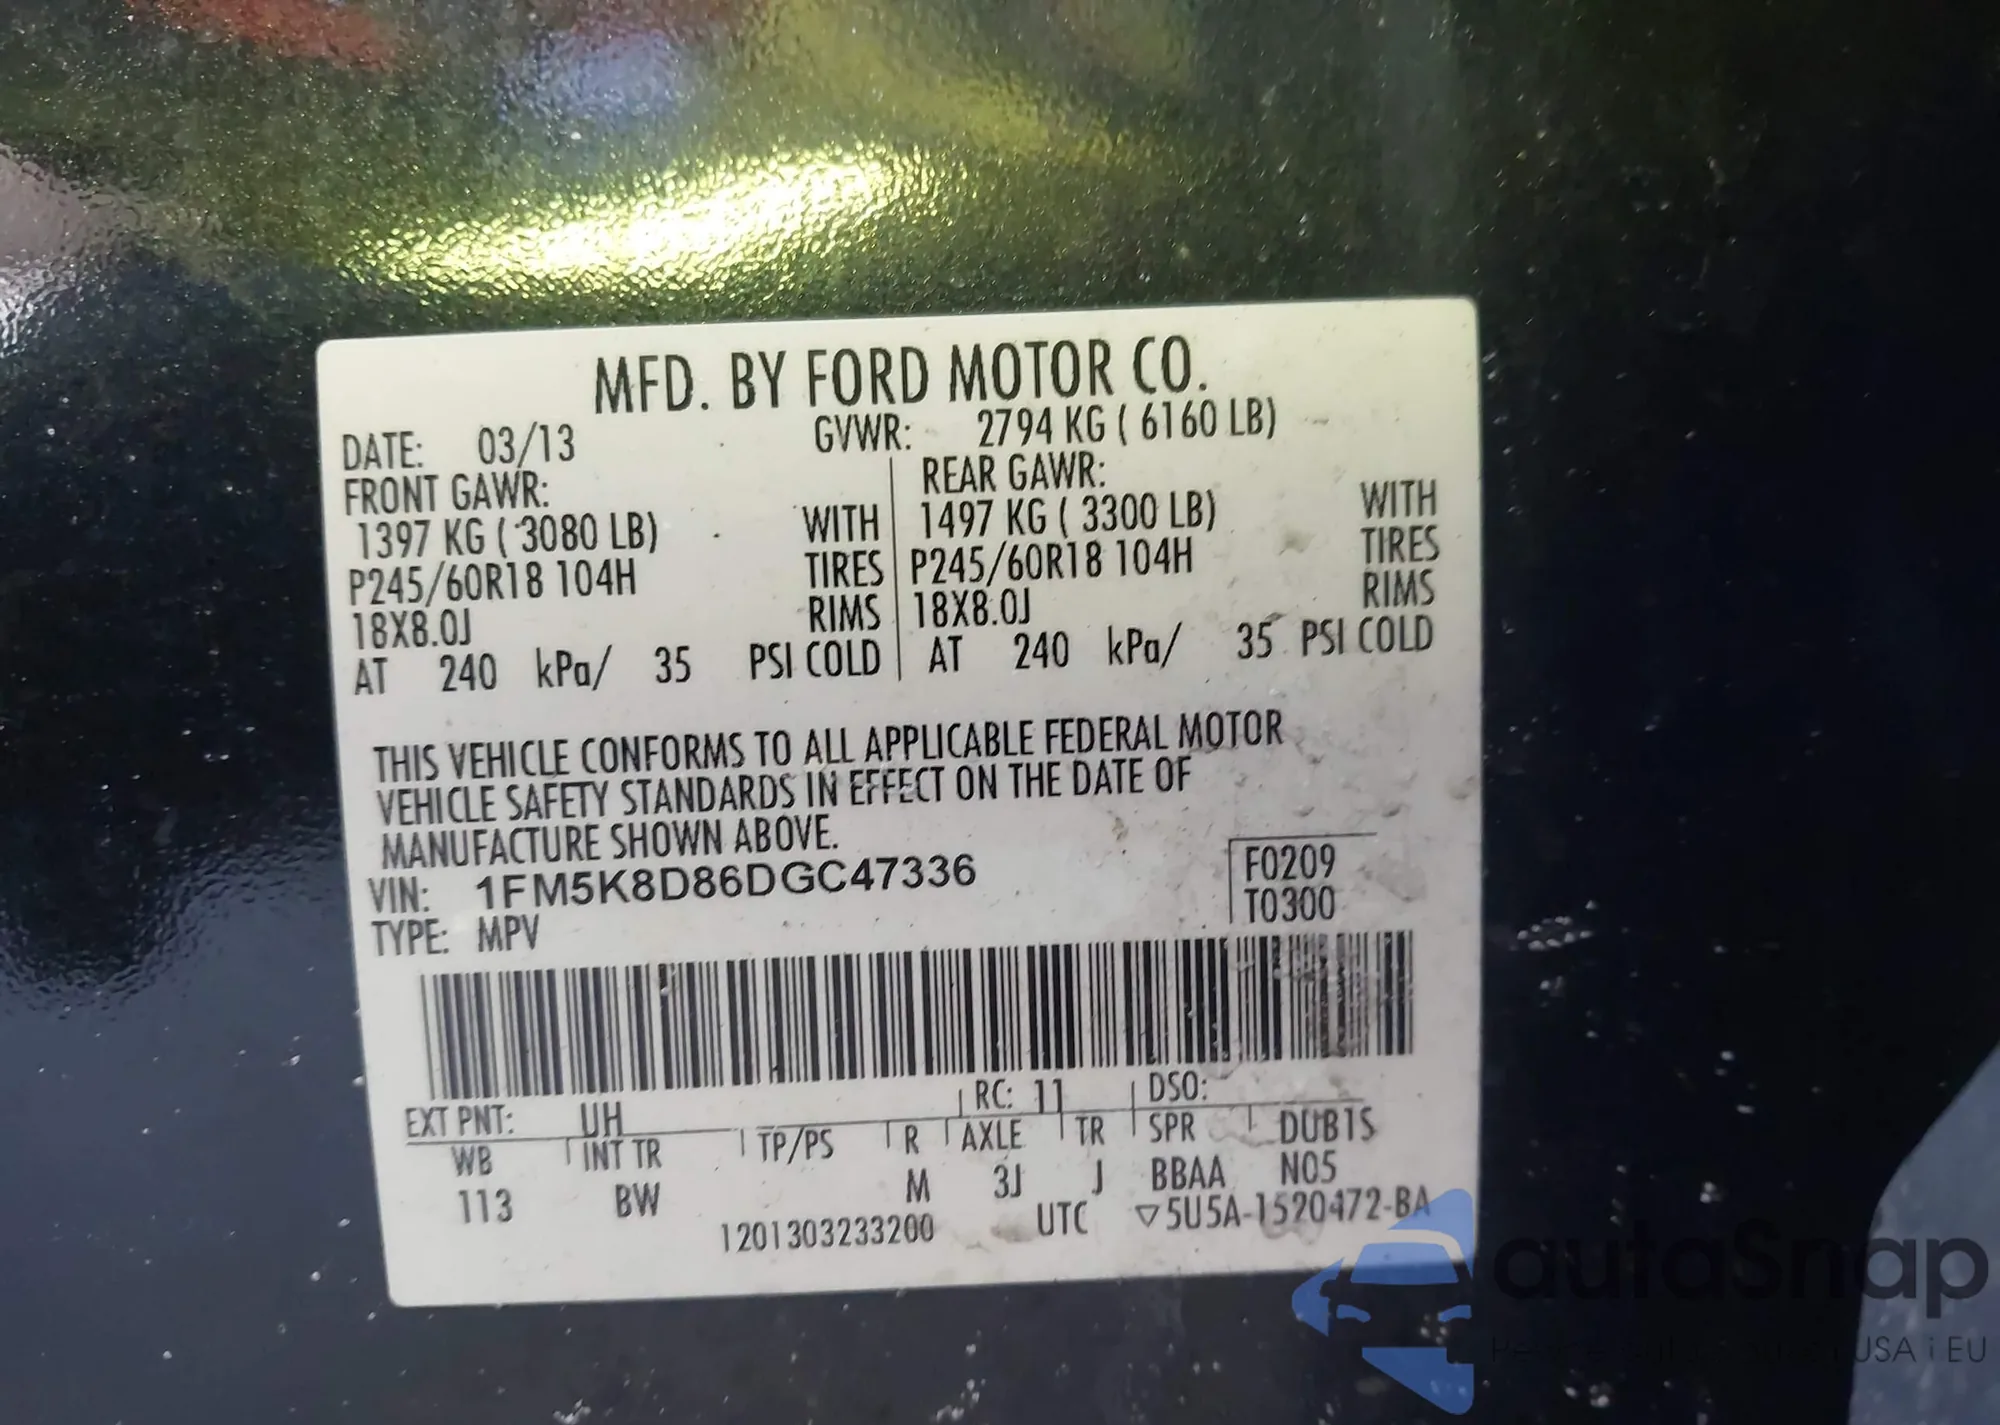 MFD. BY FORD MOTOR CO.
DATE: 03/13 GVWR: 2794 KG ( 6160 LB)
FRONT GAWR: REAR GAWR:
1397 KG ( 3080 LB) WITH 1497 KG ( 3300 LB) WITH
P245/60R18 104H TIRES P245/60R18 104H TIRES
18X8.0J RIMS 18X8.0J RIMS
AT 240 kPa/ 35 PSI COLD AT 240 kPa/ 35 PSI COLD
THIS VEHICLE CONFORMS TO ALL APPLICABLE FEDERAL MOTOR
VEHICLE SAFETY STANDARDS IN EFFECT ON THE DATE OF
MANUFACTURE SHOWN ABOVE.
VIN: 1FM5K8D86DGC47336 F0209
TYPE: MPV T0300
EXT PNT: UH RC: 11 DSO:
WB INT TR TP/PS R AXLE TR SPR DUB1S
113 BW M 3J J BBAA N05
1201303233200 UTC ▽5U5A-1520472-BA
autaSnap
USA i EU